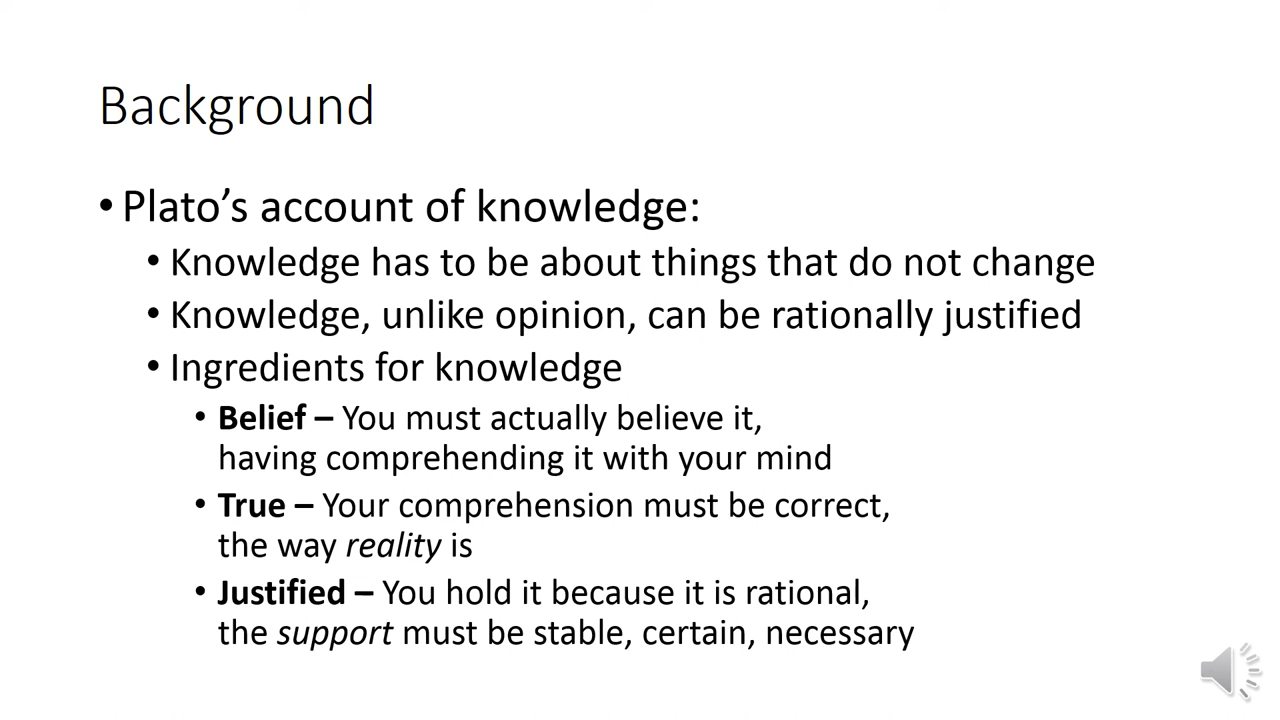 Background
• Plato’s account of knowledge:
• Knowledge has to be about things that do not change
• Knowledge, unlike opinion, can be rationally justified
• Ingredients for knowledge
• Belief – You must actually believe it,
having comprehending it with your mind
• True – Your comprehension must be correct,
the way reality is
• Justified – You hold it because it is rational,
the support must be stable, certain, necessary